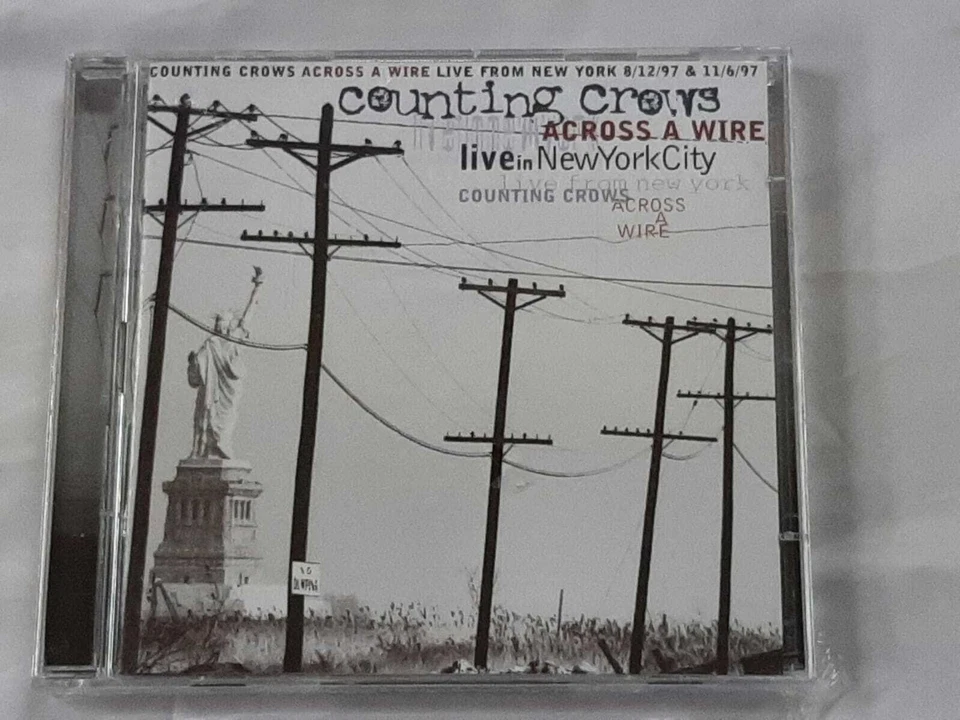 COUNTING CROWS ACROSS A WIRE LIVE FROM NEW YORK 8/12/97 & 11/6/97
counting crows
ACROSS A WIRE
live in NewYorkCity
live from new york
COUNTING CROWS
ACROSS
A
WIRE
NO
DUMPING